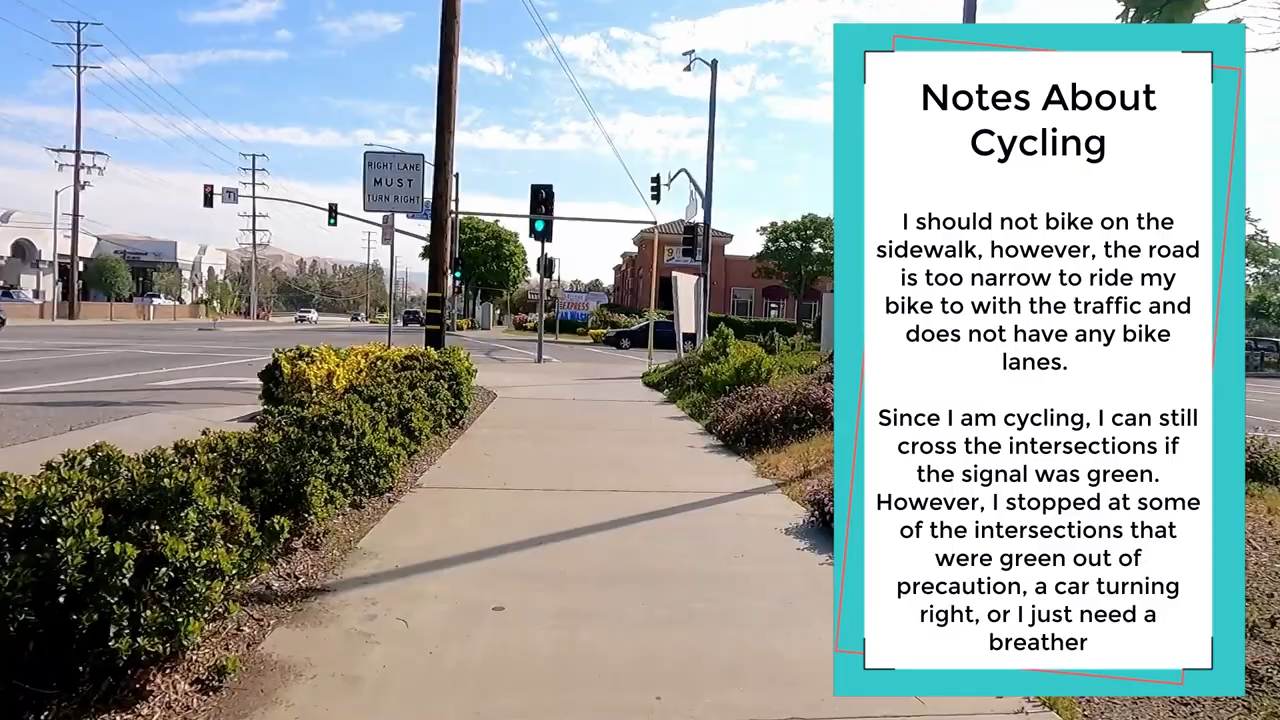 RIGHT LANE
MUST
TURN RIGHT
EXPRESS
Notes About
Cycling
I should not bike on the
sidewalk, however, the road
is too narrow to ride my
bike to with the traffic and
does not have any bike
lanes.
Since I am cycling, I can still
cross the intersections if
the signal was green.
However, I stopped at some
of the intersections that
were green out of
precaution, a car turning
right, or I just need a
breather